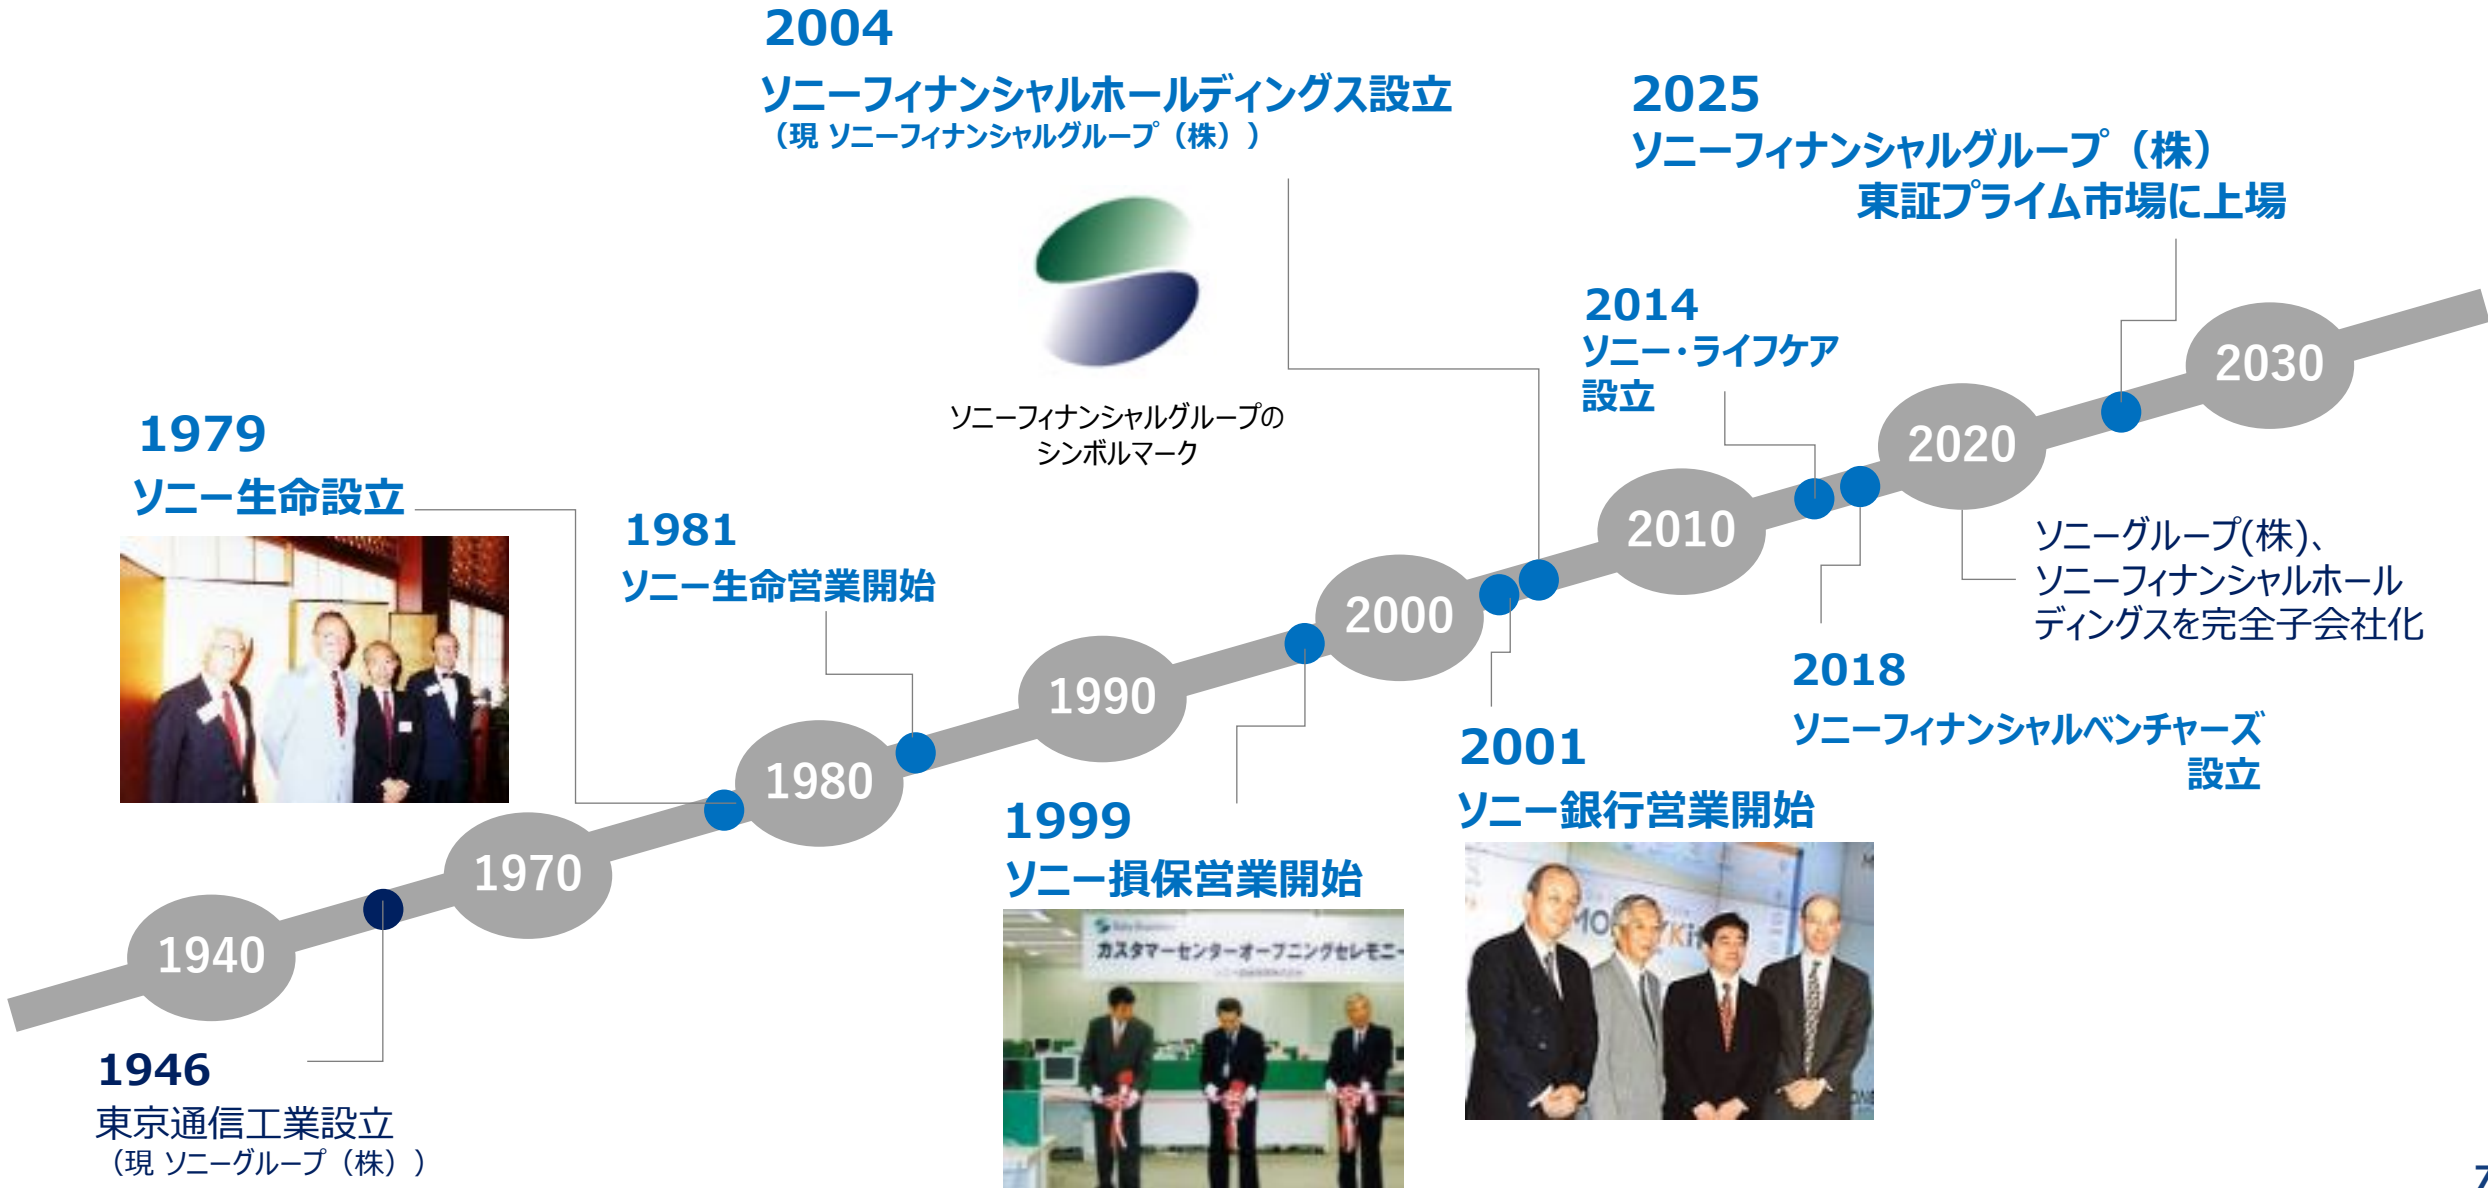 2004
ソニーフィナンシャルホールディングス設立
（現 ソニーフィナンシャルグループ（株））
2025
ソニーフィナンシャルグループ（株）
東証プライム市場に上場
ソニーフィナンシャルグループの
シンボルマーク
2014
ソニー・ライフケア
設立
1979
ソニー生命設立
1981
ソニー生命営業開始
1940
1970
1980
1990
2000
2010
2020
2030
ソニーグループ(株)、
ソニーフィナンシャルホール
ディングスを完全子会社化
2018
ソニーフィナンシャルベンチャーズ
設立
2001
ソニー銀行営業開始
1999
ソニー損保営業開始
カスタマーセンターオープニングセレモニー
1946
東京通信工業設立
（現 ソニーグループ（株））
7